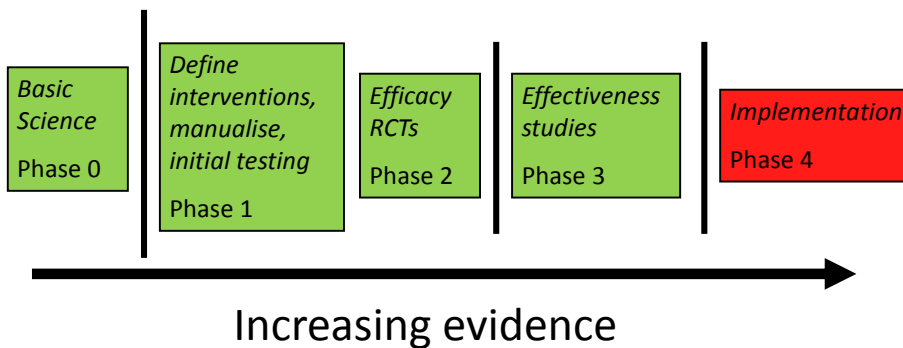 Basic
Science
Phase 0
Define
interventions,
manualise,
initial testing
Phase 1
Efficacy
RCTs
Phase 2
Effectiveness
studies
Phase 3
Implementation
Phase 4
Increasing evidence